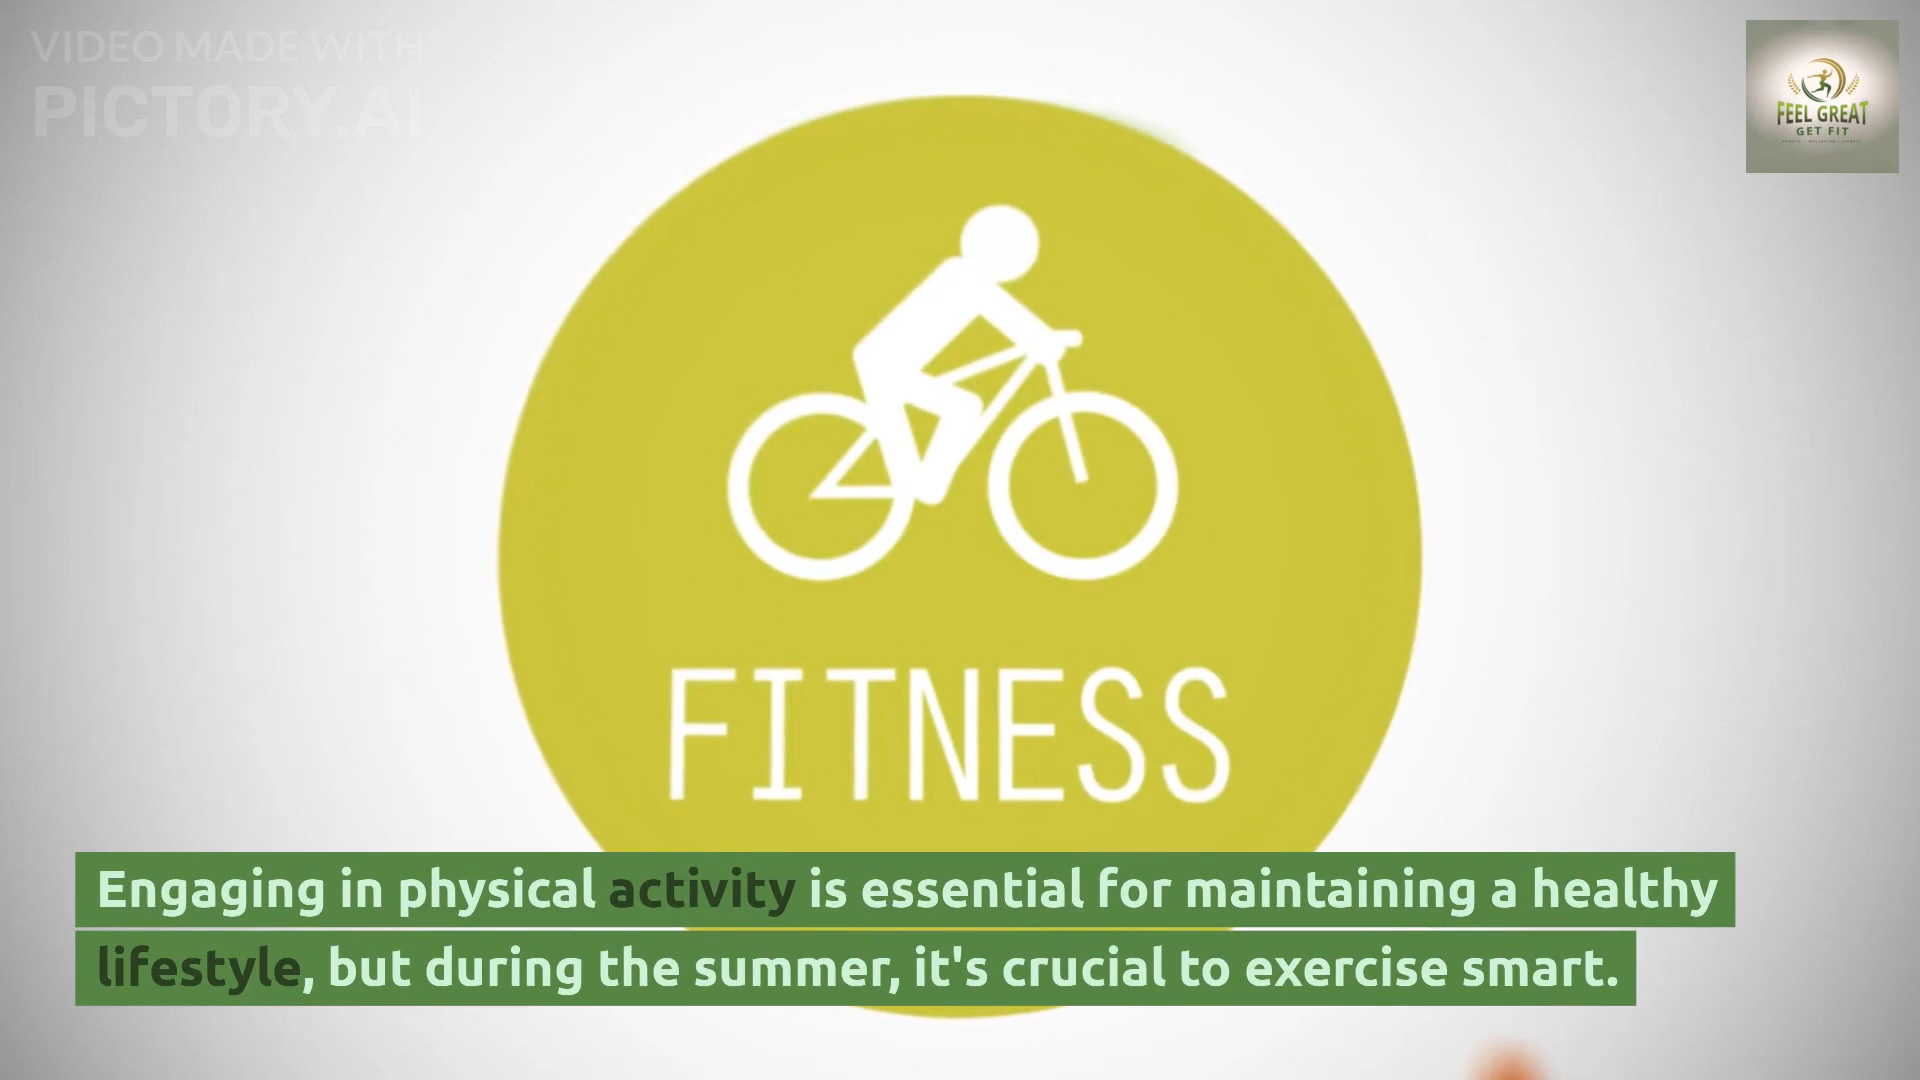 VIDEO MADE WITH
PICTORY.AI
FEEL GREAT
GET FIT
FITNESS
Engaging in physical activity is essential for maintaining a healthy
lifestyle, but during the summer, it's crucial to exercise smart.